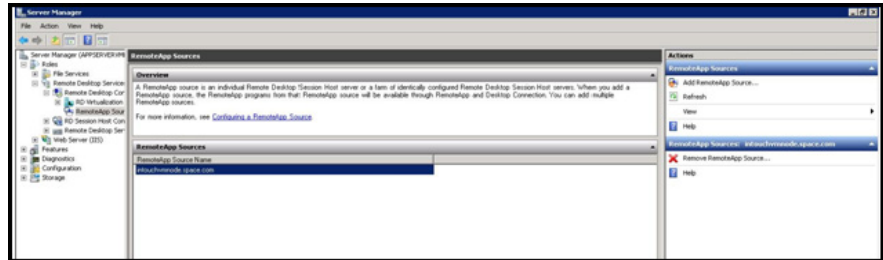 Server Manager
File Action View Help
Server Manager (APPSERVERVM
Roles
File Services
Remote Desktop Service
Remote Desktop Cor
RD Virtualization
RemoteApp Sour
RD Session Host Con
Remote Desktop Ser
Web Server (IIS)
Features
Diagnostics
Configuration
Storage
RemoteApp Sources
Overview
A RemoteApp source is an individual Remote Desktop Session Host server or a farm of identically configured Remote Desktop Session Host servers. When you add a
RemoteApp source, the RemoteApp programs from that RemoteApp source will be available through RemoteApp and Desktop Connection. You can add multiple
RemoteApp sources.
For more information, see Configuring a RemoteApp Source
RemoteApp Sources
RemoteApp Source Name
intouchvmnode.space.com
Actions
RemoteApp Sources
Add RemoteApp Source...
Refresh
View
Help
RemoteApp Sources: intouchvmnode.space.com
Remove RemoteApp Source...
Help